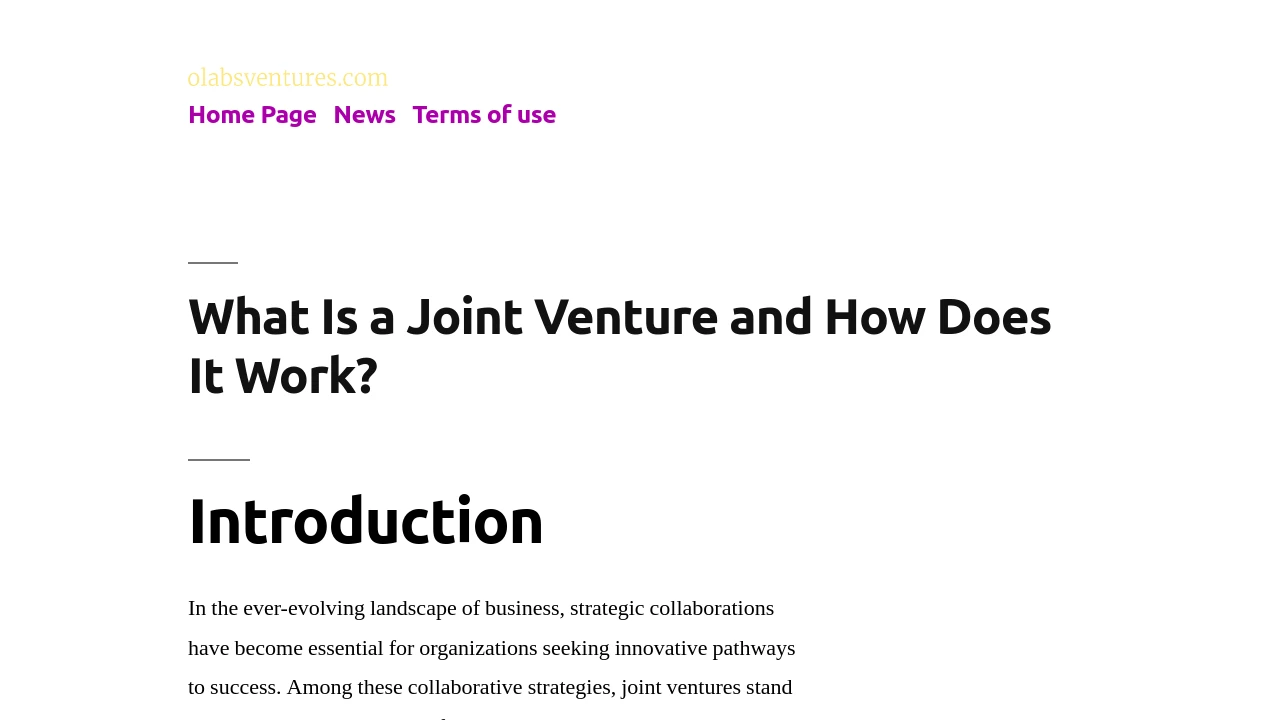 olabsventures.com
Home Page News Terms of use
What Is a Joint Venture and How Does
It Work?
Introduction
In the ever-evolving landscape of business, strategic collaborations
have become essential for organizations seeking innovative pathways
to success. Among these collaborative strategies, joint ventures stand